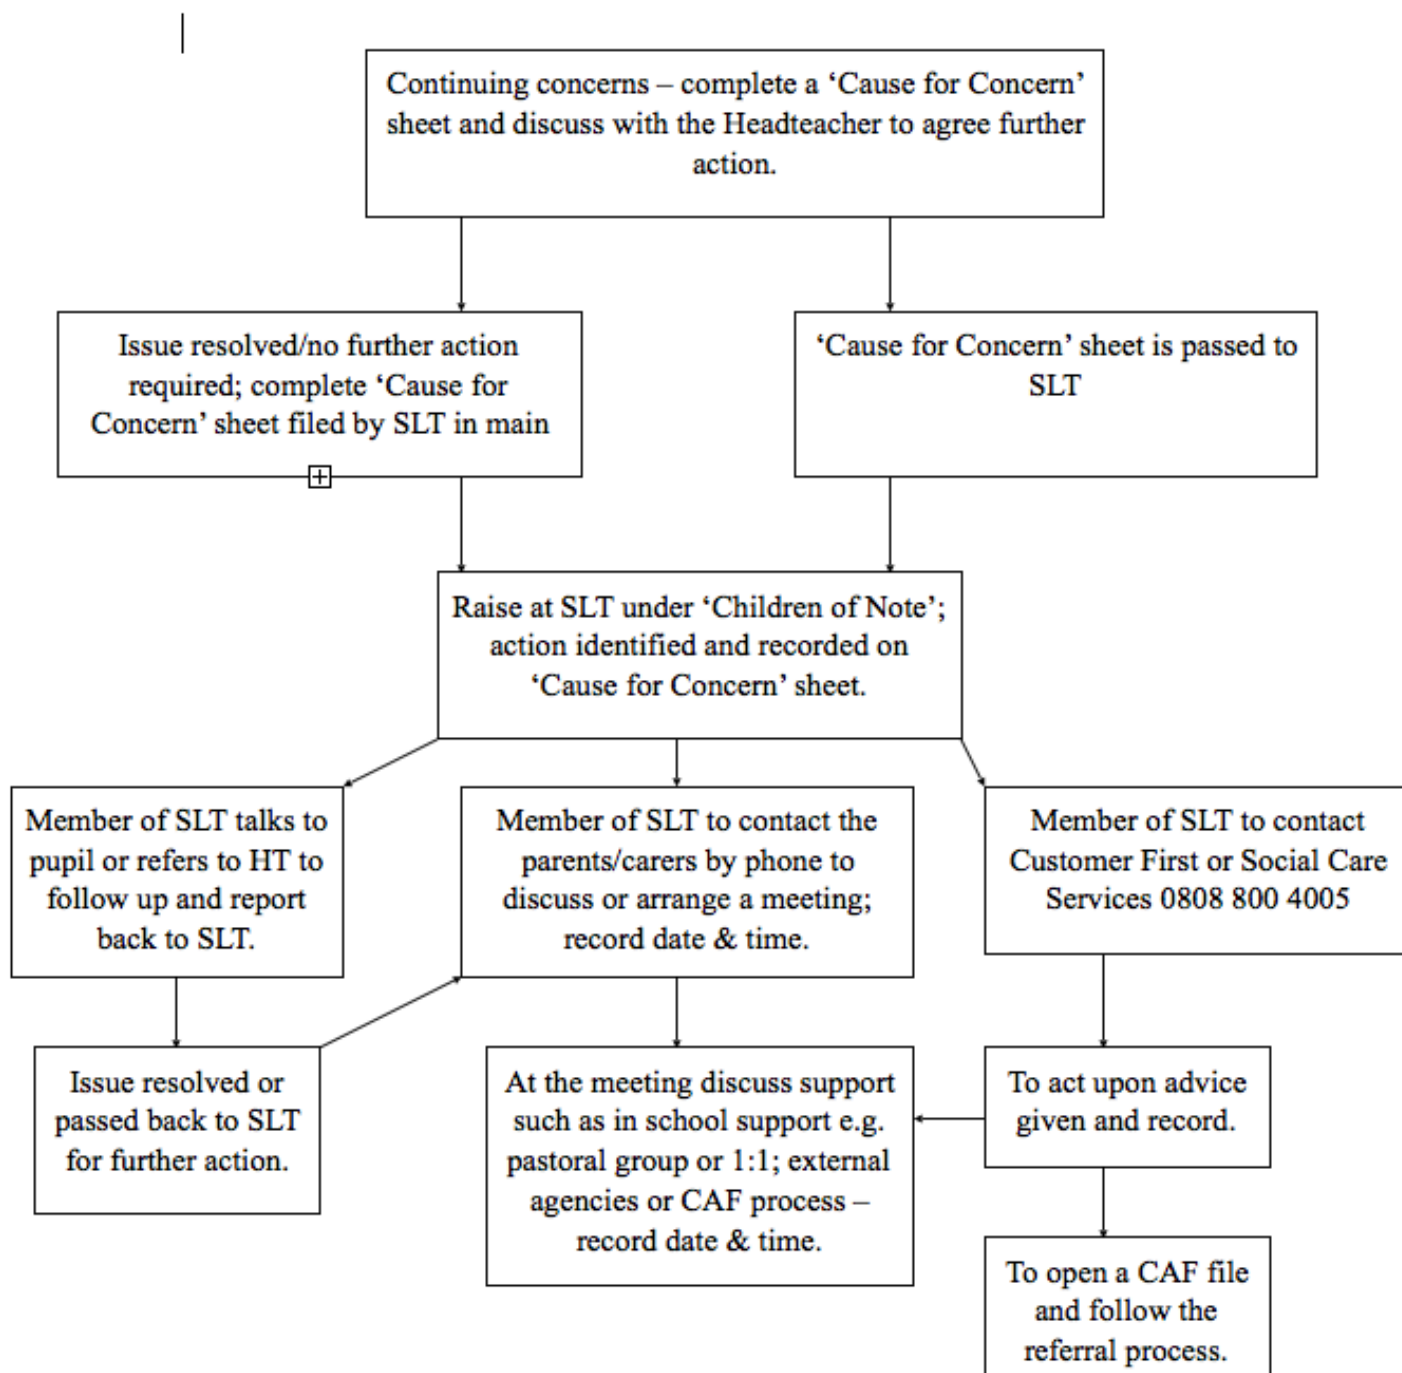 Continuing concerns – complete a ‘Cause for Concern’
sheet and discuss with the Headteacher to agree further
action.
Issue resolved/no further action
required; complete ‘Cause for
Concern’ sheet filed by SLT in main
‘Cause for Concern’ sheet is passed to
SLT
Raise at SLT under ‘Children of Note’;
action identified and recorded on
‘Cause for Concern’ sheet.
Member of SLT talks to
pupil or refers to HT to
follow up and report
back to SLT.
Member of SLT to contact the
parents/carers by phone to
discuss or arrange a meeting;
record date & time.
Member of SLT to contact
Customer First or Social Care
Services 0808 800 4005
Issue resolved or
passed back to SLT
for further action.
At the meeting discuss support
such as in school support e.g.
pastoral group or 1:1; external
agencies or CAF process –
record date & time.
To act upon advice
given and record.
To open a CAF file
and follow the
referral process.